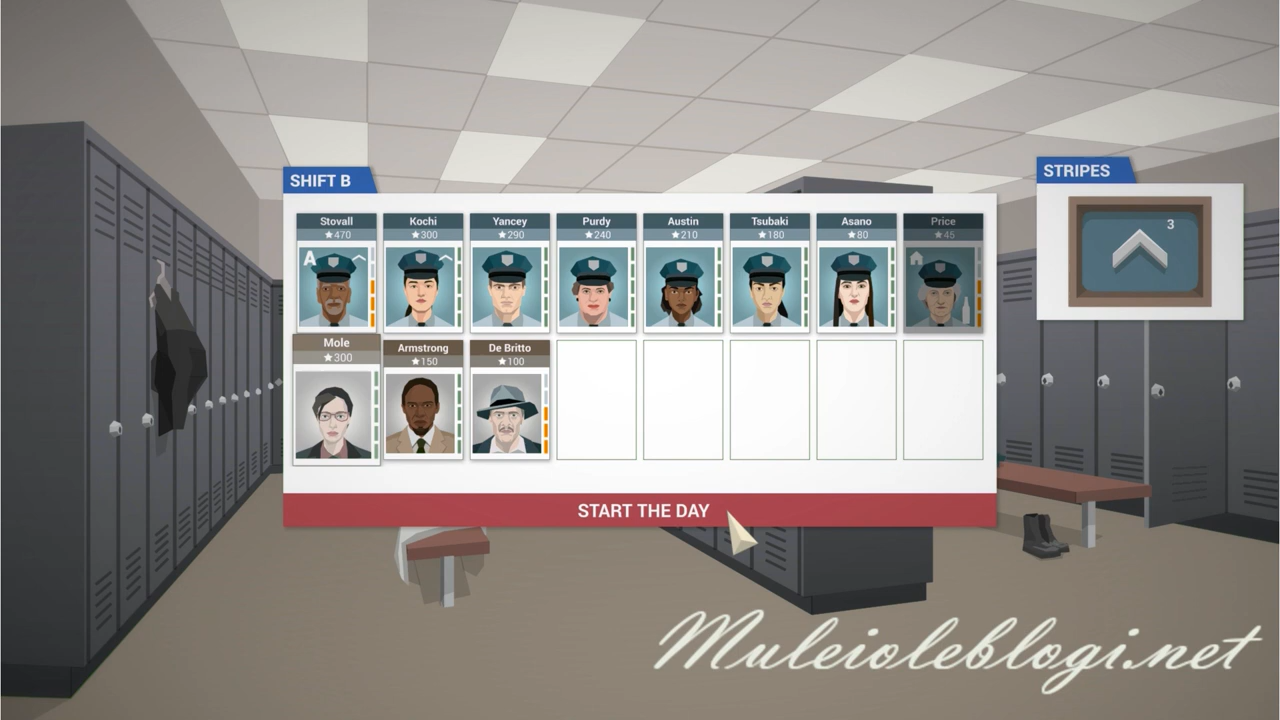 SHIFT B
STRIPES
3
Stovall Kochi Yancey Purdy Austin Tsubaki Asano Price
★470 ★300 ★290 ★240 ★210 ★180 ★80 ★45
A
Mole Armstrong De Britto
★300 ★150 ★100
START THE DAY
Muleioleblogi.net